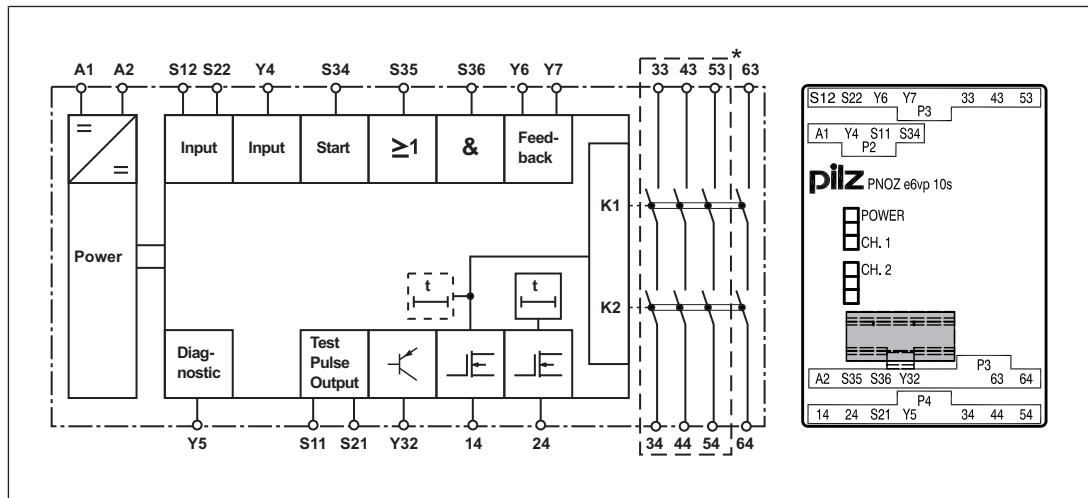 A1 A2 S12 S22 Y4 S34 S35 S36 Y6 Y7 33 43 53 * 63
= = Input Input Start ≥1 & Feed-
back
K1
Power
t t
K2
Diag-
nostic
Test
Pulse
Output
Y5 S11 S21 Y32 14 24 34 44 54 64
S12 S22 Y6 Y7 33 43 53
P3
A1 Y4 S11 S34
P2
pilz PNOZ e6vp 10s
POWER
CH. 1
CH. 2
P3
A2 S35 S36 Y32 63 64
P4
14 24 S21 Y5 34 44 54